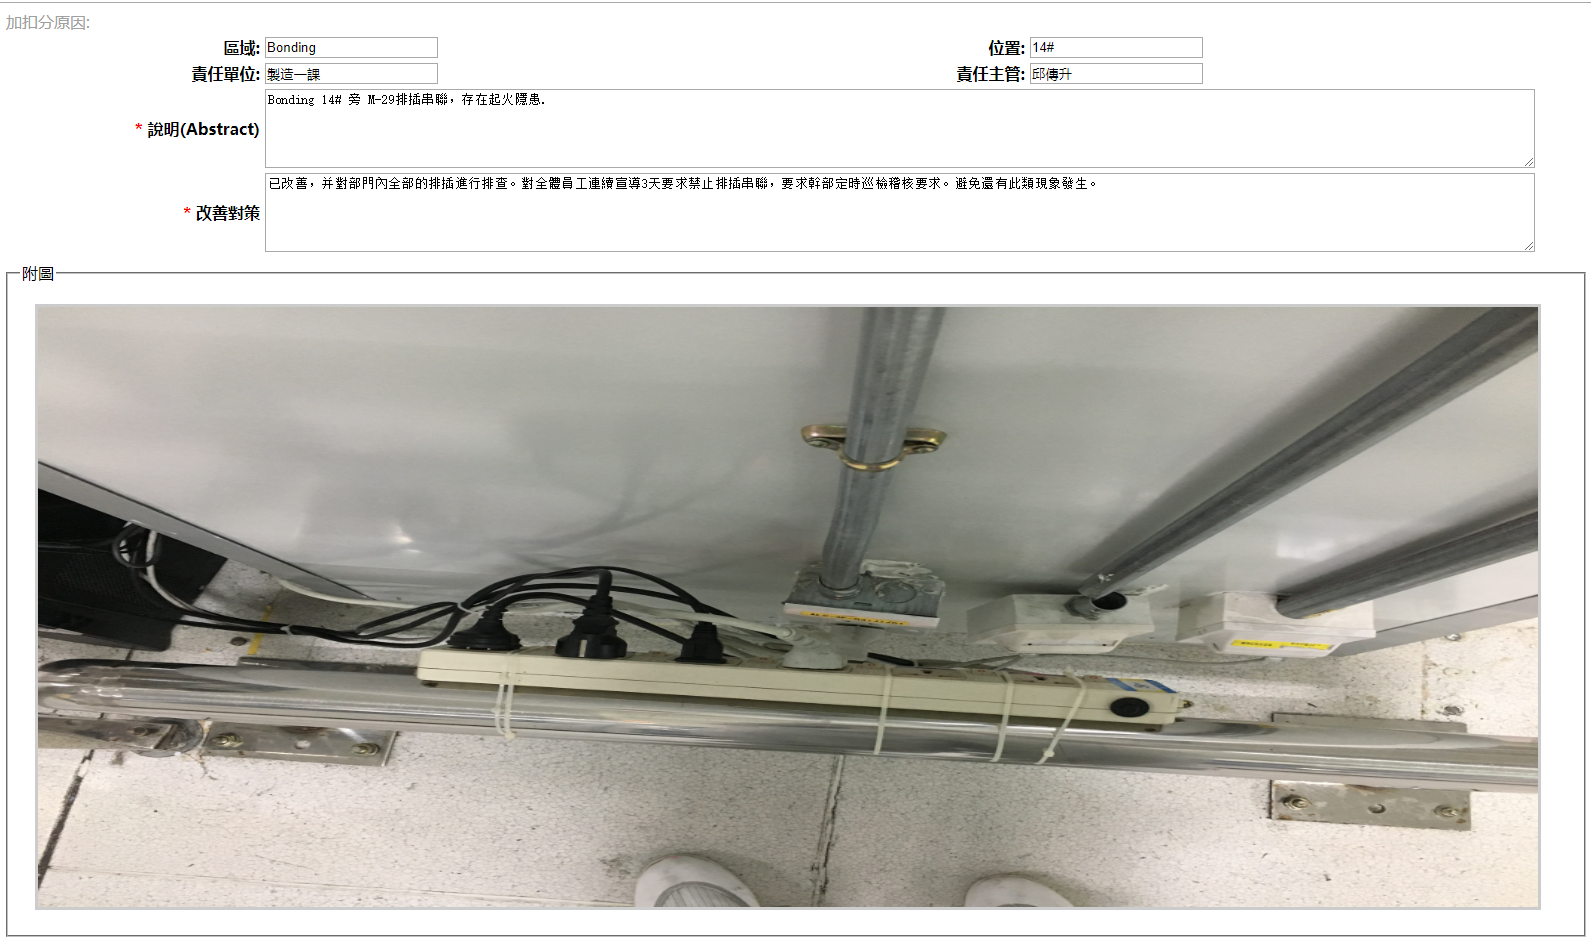 加扣分原因:
區域: Bonding 位置: 14#
責任單位: 製造一課 責任主管: 邱傳升
* 說明(Abstract) Bonding 14# 旁 M-29排插串聯，存在起火隱患.
* 改善對策 已改善，并對部門內全部的排插進行排查。對全體員工連續宣導3天要求禁止排插串聯，要求幹部定時巡檢稽核要求。避免還有此類現象發生。
附圖